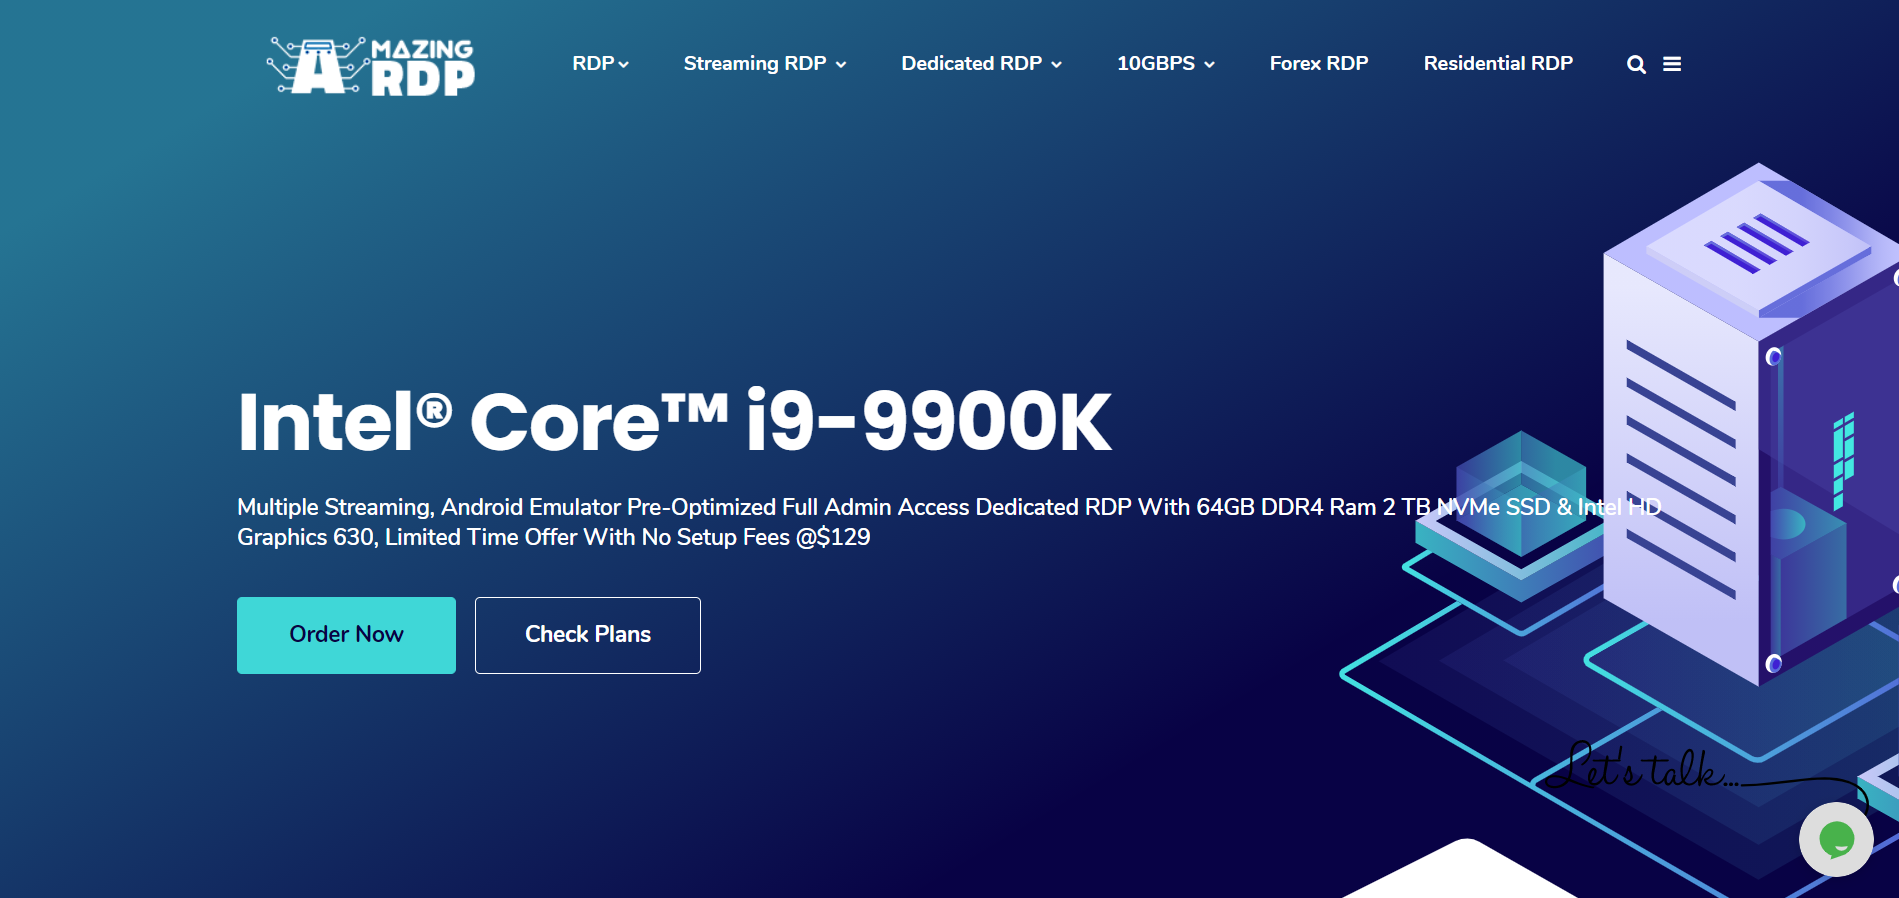 AMAZING
RDP
RDP
Streaming RDP
Dedicated RDP
10GBPS
Forex RDP
Residential RDP
Intel® Core™ i9-9900K
Multiple Streaming, Android Emulator Pre-Optimized Full Admin Access Dedicated RDP With 64GB DDR4 Ram 2 TB NVMe SSD & Intel HD
Graphics 630, Limited Time Offer With No Setup Fees @$129
Order Now
Check Plans
Let's talk...